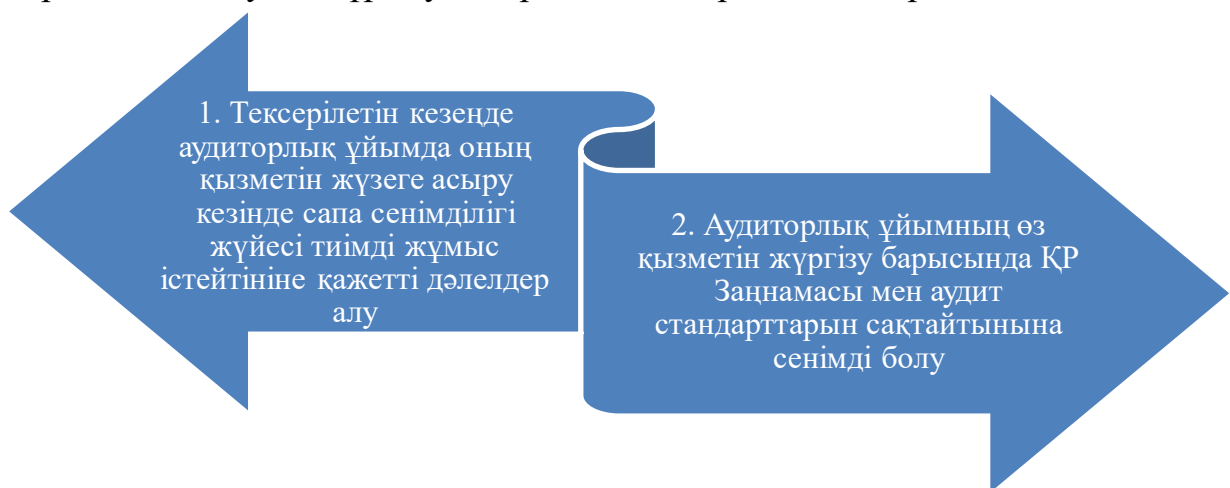 1. Тексерілетін кезеңде
аудиторлық ұйымда оның
қызметін жүзеге асыру
кезінде сапа сенімділігі
жүйесі тиімді жұмыс
істейтініне қажетті дәлелдер
алу
2. Аудиторлық ұйымның өз
қызметін жүргізу барысында ҚР
Заңнамасы мен аудит
стандарттарын сақтайтынына
сенімді болу